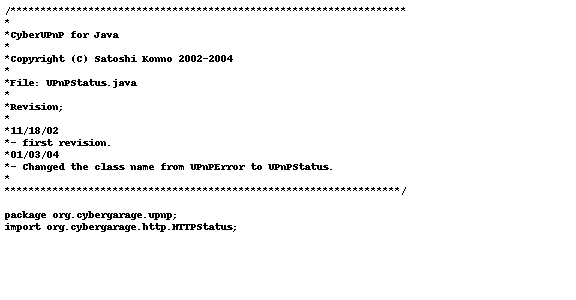 /******************************************************************
*
*CyberUPnP for Java
*
*Copyright (C) Satoshi Konno 2002-2004
*
*File: UPnPStatus.java
*
*Revision;
*
*11/18/02
*- first revision.
*01/03/04
*- Changed the class name from UPnPError to UPnPStatus.
*
******************************************************************/
package org.cybergarage.upnp;
import org.cybergarage.http.HTTPStatus;